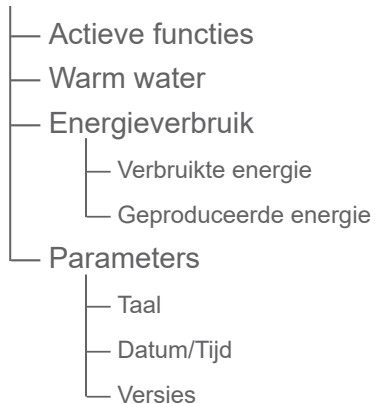 Actieve functies
Warm water
Energieverbruik
Verbruikte energie
Geproduceerde energie
Parameters
Taal
Datum/Tijd
Versies